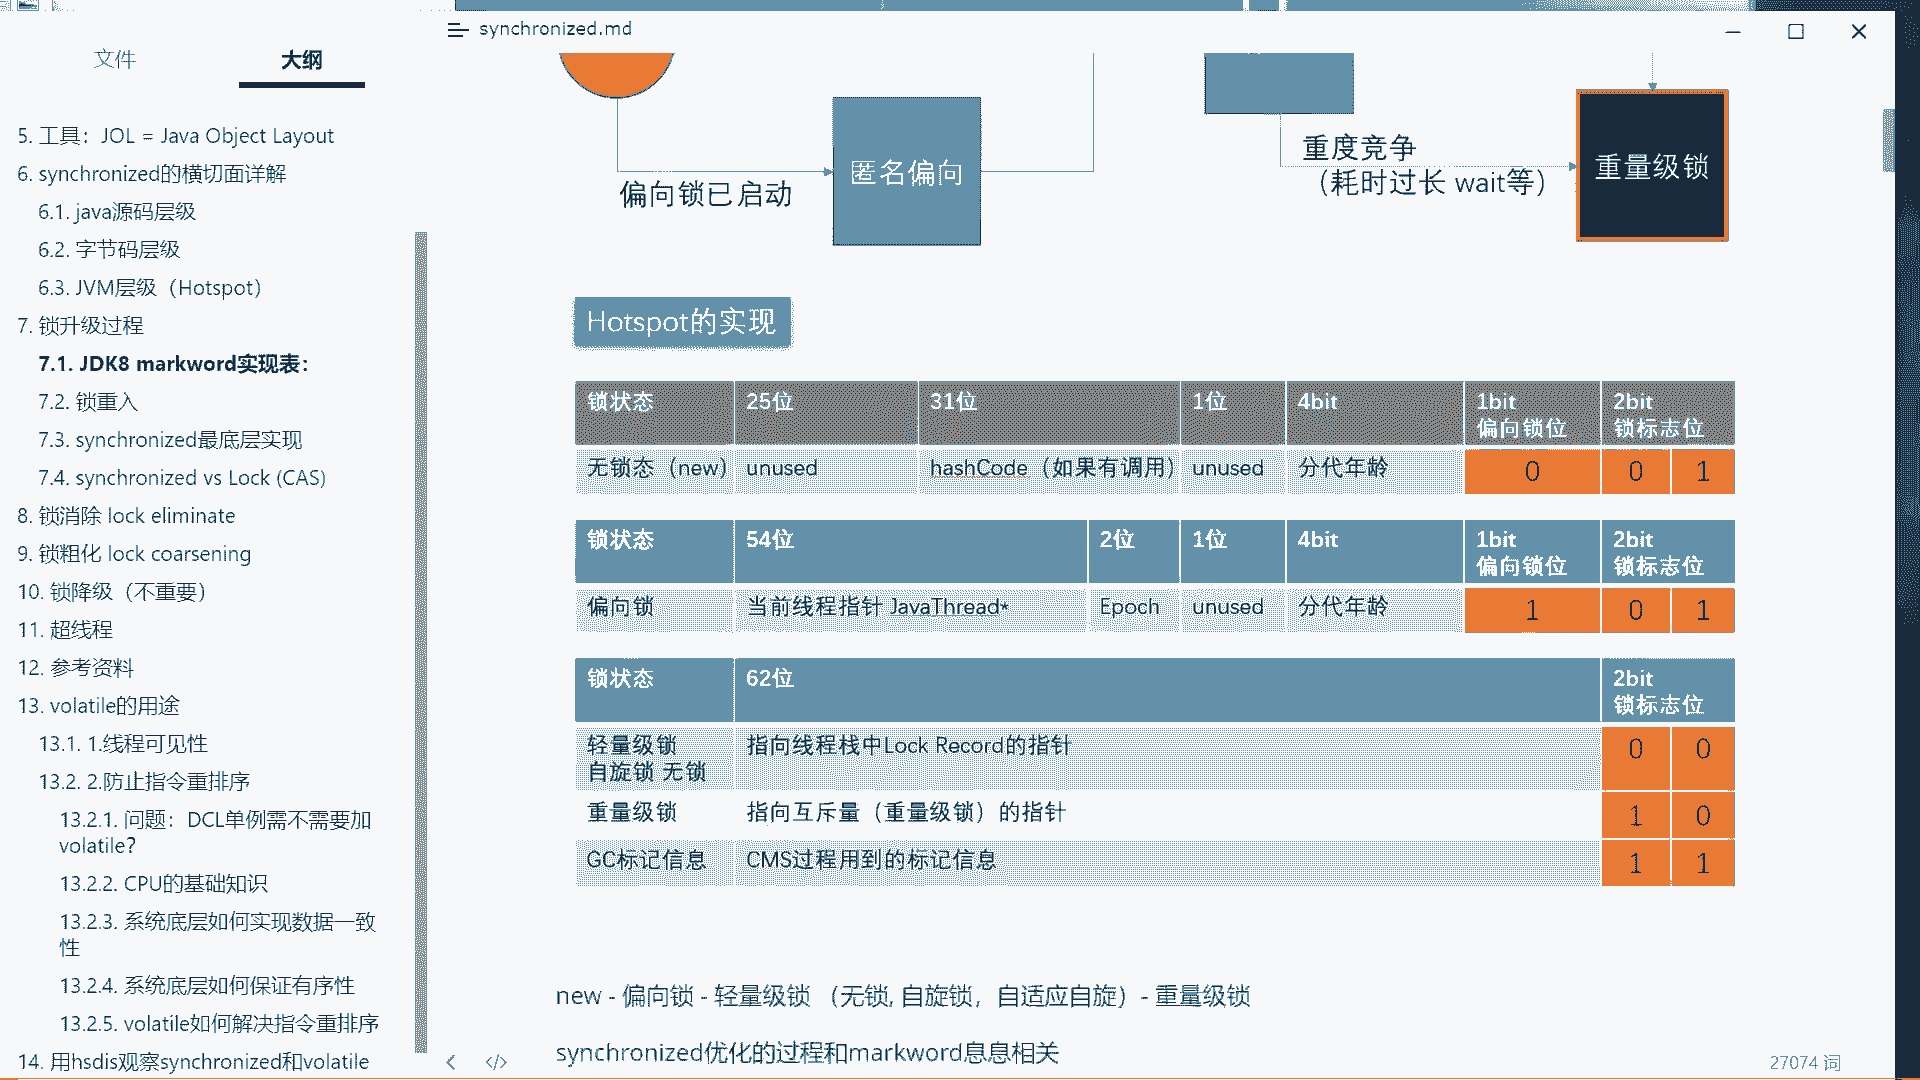 synchronized.md
文件
大纲
5. 工具：JOL = Java Object Layout
6. synchronized的横切面详解
6.1. java源码层级
6.2. 字节码层级
6.3. JVM层级（Hotspot）
7. 锁升级过程
7.1. JDK8 markword实现表：
7.2. 锁重入
7.3. synchronized最底层实现
7.4. synchronized vs Lock (CAS)
8. 锁消除 lock eliminate
9. 锁粗化 lock coarsening
10. 锁降级（不重要）
11. 超线程
12. 参考资料
13. volatile的用途
13.1. 1.线程可见性
13.2. 2.防止指令重排序
13.2.1. 问题：DCL单例需不需要加
volatile？
13.2.2. CPU的基础知识
13.2.3. 系统底层如何实现数据一致
性
13.2.4. 系统底层如何保证有序性
13.2.5. volatile如何解决指令重排序
14. 用hsdis观察synchronized和volatile
偏向锁已启动
匿名偏向
重度竞争
（耗时过长 wait等）
重量级锁
Hotspot的实现
锁状态 25位 31位 1位 4bit 1bit 2bit
偏向锁位 锁标志位
无锁态（new） unused hashCode（如果有调用） unused 分代年龄 0 0 1
锁状态 54位 2位 1位 4bit 1bit 2bit
偏向锁位 锁标志位
偏向锁 当前线程指针 JavaThread* Epoch unused 分代年龄 1 0 1
锁状态 62位 2bit
锁标志位
轻量级锁 指向线程栈中Lock Record的指针 0 0
自旋锁 无锁
重量级锁 指向互斥量（重量级锁）的指针 1 0
GC标记信息 CMS过程用到的标记信息 1 1
new - 偏向锁 - 轻量级锁 （无锁, 自旋锁，自适应自旋）- 重量级锁
synchronized优化的过程和markword息息相关
27074 词